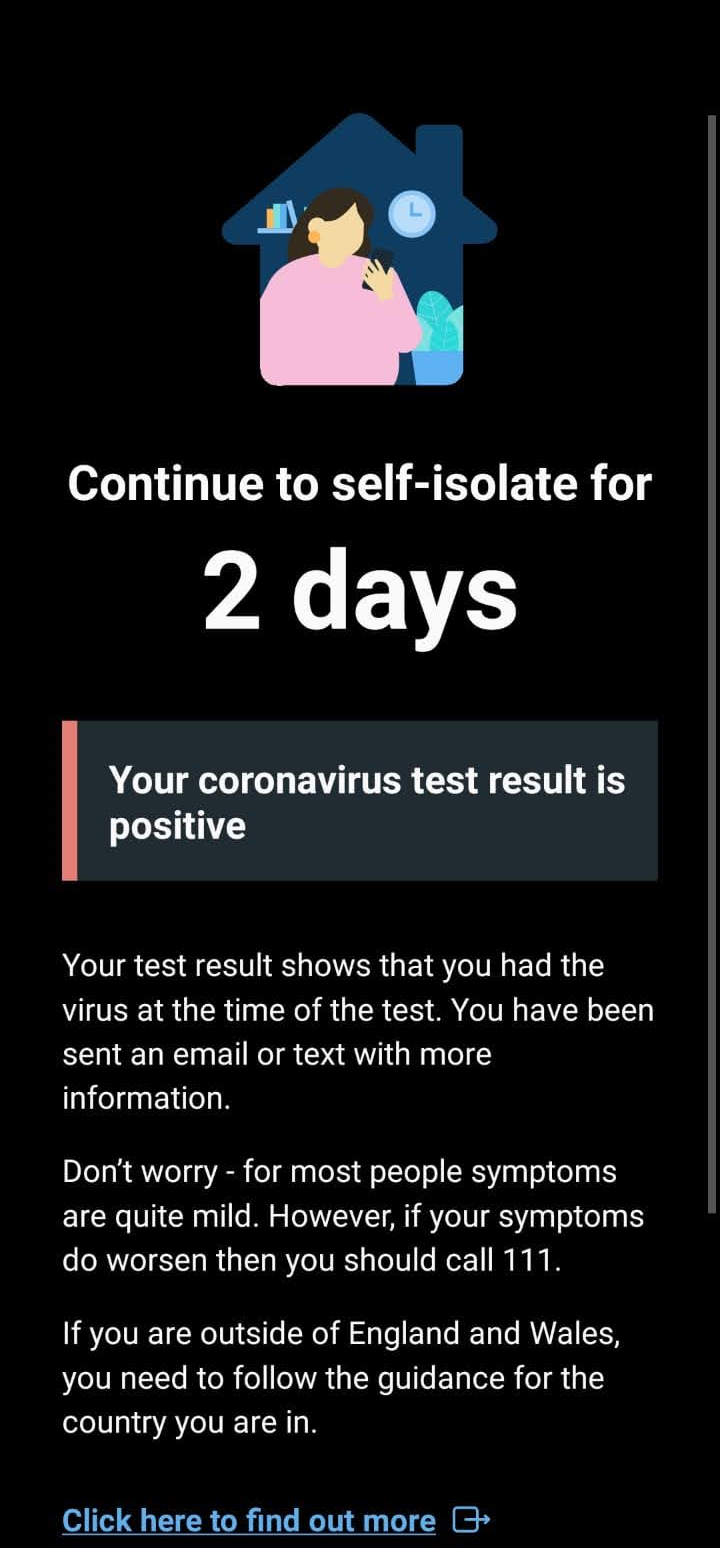 Continue to self-isolate for
2 days
Your coronavirus test result is
positive
Your test result shows that you had the
virus at the time of the test. You have been
sent an email or text with more
information.
Don’t worry - for most people symptoms
are quite mild. However, if your symptoms
do worsen then you should call 111.
If you are outside of England and Wales,
you need to follow the guidance for the
country you are in.
Click here to find out more